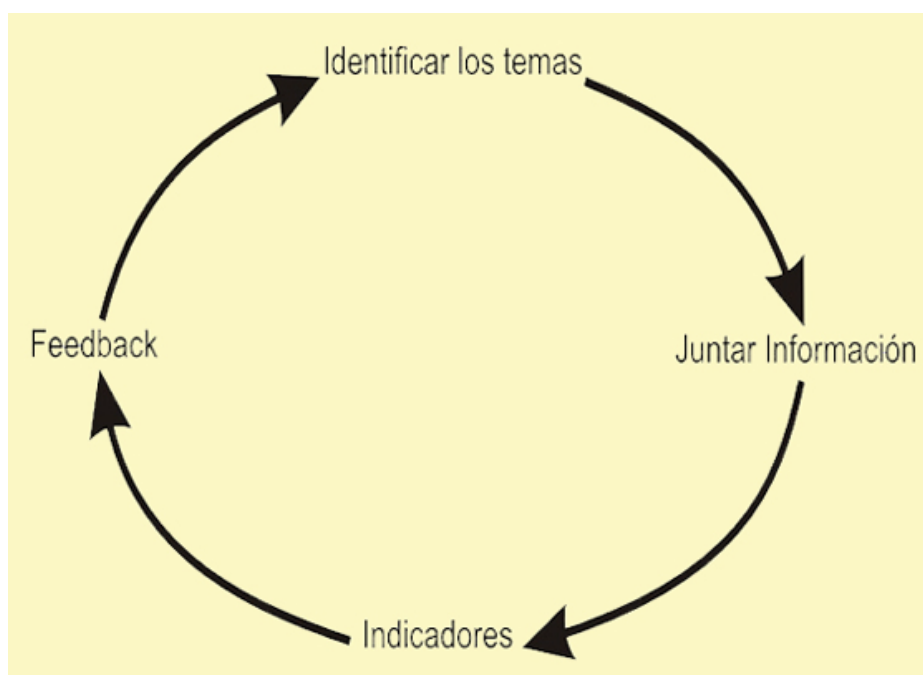 Identificar los temas
Juntar Información
Indicadores
Feedback